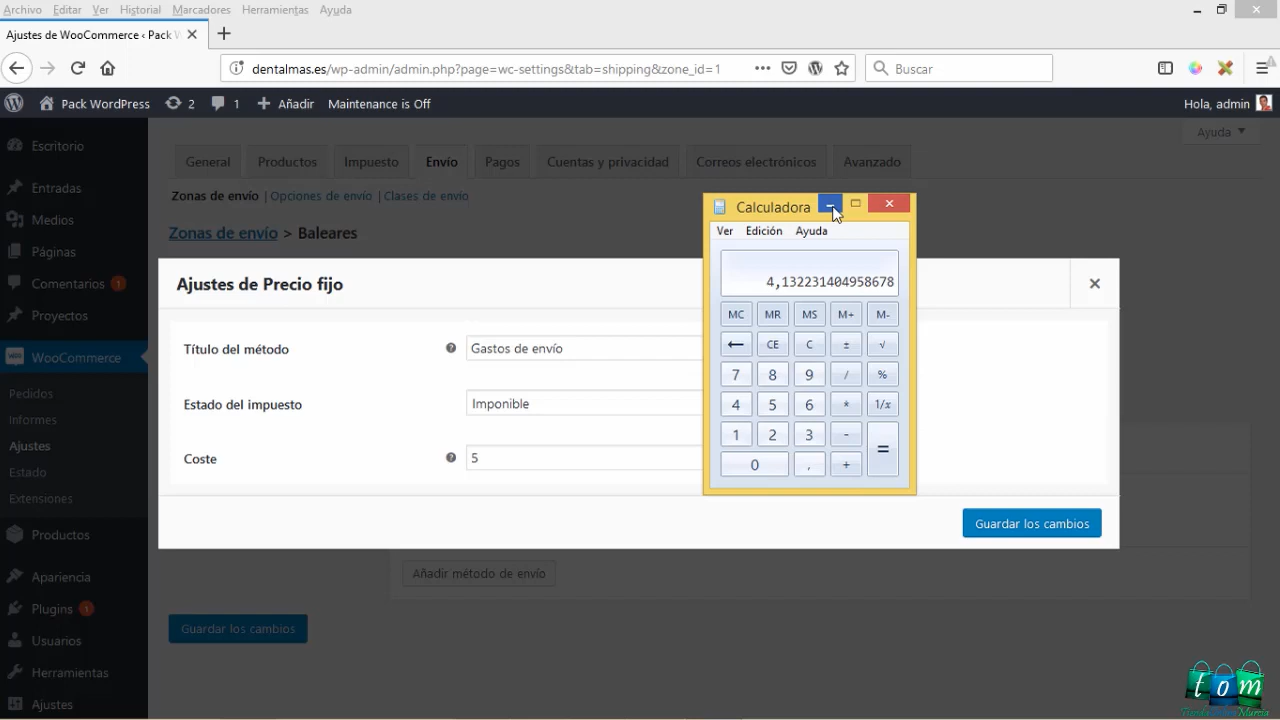 Archivo Editar Ver Historial Marcadores Herramientas Ayuda
Ajustes de WooCommerce ‹ Pack W
dentalmas.es/wp-admin/admin.php?page=wc-settings&tab=shipping&zone_id=1
Buscar
Pack WordPress 2 1 Añadir Maintenance is Off
Hola, admin
Ayuda
Escritorio
Entradas
Medios
Páginas
Comentarios 1
Proyectos
WooCommerce
Pedidos
Informes
Ajustes
Estado
Extensiones
Productos
Apariencia
Plugins 1
Usuarios
Herramientas
Ajustes
General Productos Impuesto Envío Pagos Cuentas y privacidad Correos electrónicos Avanzado
Zonas de envío | Opciones de envío | Clases de envío
Zonas de envío > Baleares
Ajustes de Precio fijo
Título del método
Gastos de envío
Estado del impuesto
Imponible
Coste
5
Guardar los cambios
Añadir método de envío
Guardar los cambios
Calculadora
Ver Edición Ayuda
4,132231404958678
MC MR MS M+ M-
← CE C ± √
7 8 9 / %
4 5 6 * 1/x
1 2 3 - =
0 , +
tom